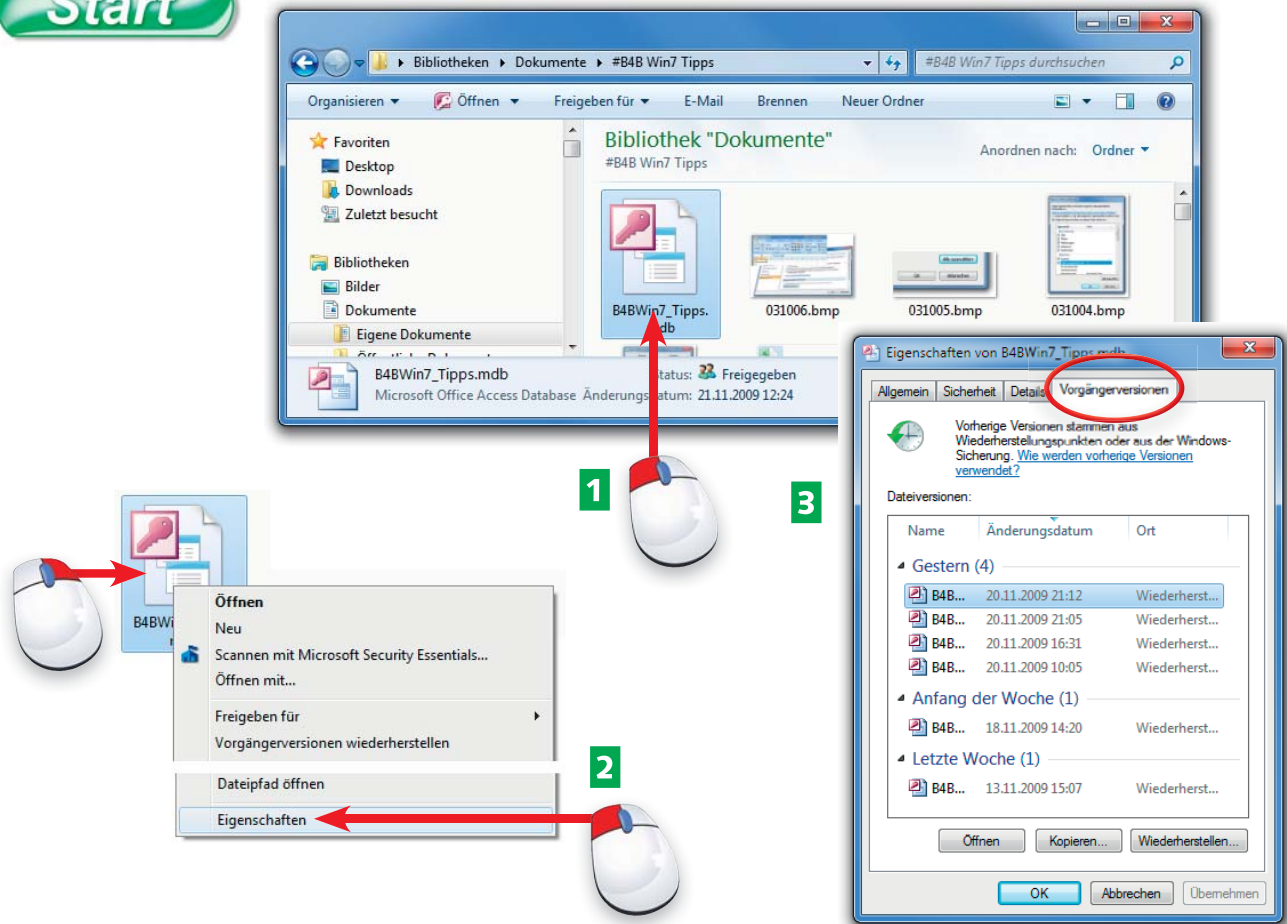 Start
Bibliotheken Dokumente #B4B Win7 Tipps
#B4B Win7 Tipps durchsuchen
Organisieren Öffnen Freigeben für E-Mail Brennen Neuer Ordner
Favoriten
Desktop
Downloads
Zuletzt besucht
Bibliotheken
Bilder
Dokumente
Eigene Dokumente
Bibliothek "Dokumente"
#B4B Win7 Tipps
Anordnen nach: Ordner
B4BWin7_Tipps.
mdb
031006.bmp
031005.bmp
031004.bmp
B4BWin7_Tipps.mdb
Status: Freigegeben
Microsoft Office Access Database Änderungsdatum: 21.11.2009 12:24
1
B4BWi
Öffnen
Neu
Scannen mit Microsoft Security Essentials...
Öffnen mit...
Freigeben für
Vorgängerversionen wiederherstellen
Dateipfad öffnen
Eigenschaften
2
3
Eigenschaften von B4BWin7_Tipps.mdb
Allgemein Sicherheit Details Vorgängerversionen
Vorherige Versionen stammen aus
Wiederherstellungspunkten oder aus der Windows-
Sicherung. Wie werden vorherige Versionen
verwendet?
Dateiversionen:
Name Änderungsdatum Ort
Gestern (4)
B4B... 20.11.2009 21:12 Wiederherst...
B4B... 20.11.2009 21:05 Wiederherst...
B4B... 20.11.2009 16:31 Wiederherst...
B4B... 20.11.2009 10:05 Wiederherst...
Anfang der Woche (1)
B4B... 18.11.2009 14:20 Wiederherst...
Letzte Woche (1)
B4B... 13.11.2009 15:07 Wiederherst...
Öffnen Kopieren... Wiederherstellen...
OK Abbrechen Übernehmen